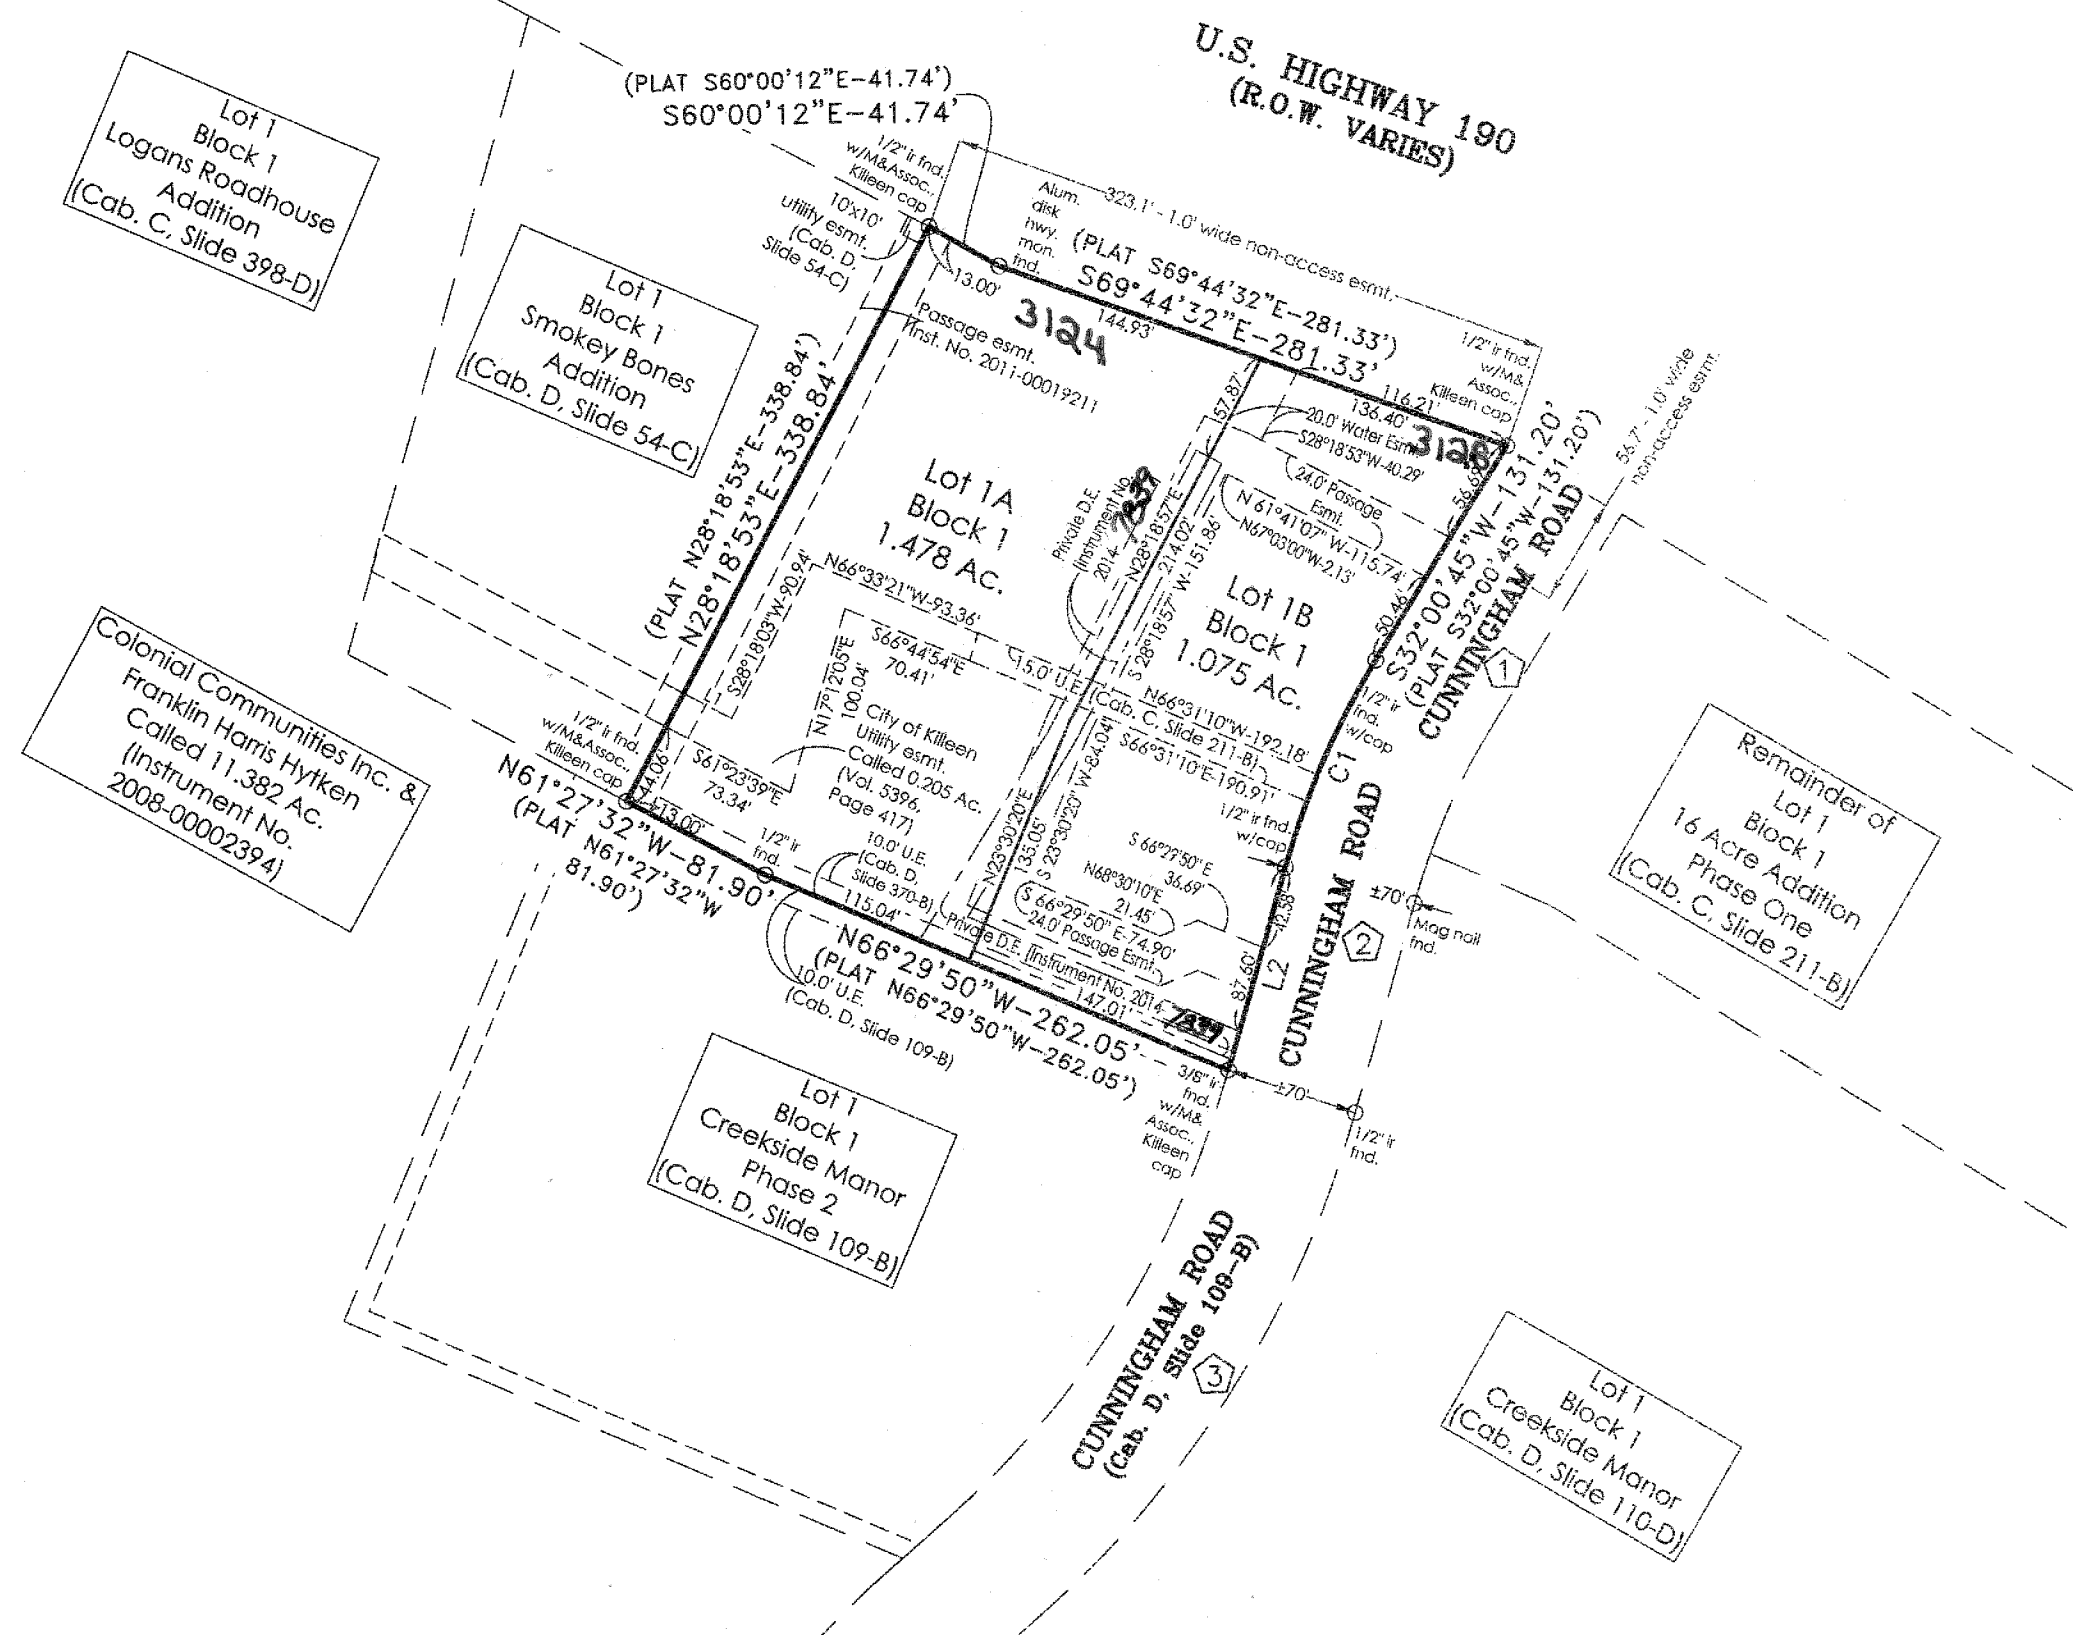 U.S. HIGHWAY 190
(R.O.W. VARIES)
(PLAT S60°00'12"E-41.74')
S60°00'12"E-41.74'
Lot 1
Block 1
Logans Roadhouse
Addition
(Cab. C, Slide 398-D)
Lot 1
Block 1
Smokey Bones
Addition
(Cab. D, Slide 54-C)
1/2" ir fnd.
w/M&Assoc.,
Killeen cap
10'x10'
utility esmt.
(Cab. D,
Slide 54-C)
Alum.
disk
hwy.
mon.
fnd.
323.1' - 1.0' wide non-access esmt.
(PLAT S69°44'32"E-281.33')
S69°44'32"E-281.33'
13.00'
144.93'
3124
Passage esmt.
Inst. No. 2011-00019211
1/2" ir fnd.
w/M&
Assoc.,
Killeen cap
116.21'
136.40'
57.87'
20.0' Water Esmt.
S28°18'53"W-40.29'
24.0' Passage
Esmt.
N 61°41'07" W-115.74'
N67°03'00"W-2.13'
56.7' - 1.0' wide
non-access esmt.
S32°00'45"W-131.20'
(PLAT S32°00'45"W-131.20')
CUNNINGHAM ROAD
CUNNINGHAM ROAD
1
50.46'
(PLAT N28°18'53"E-338.84')
N28°18'53"E-338.84'
Lot 1A
Block 1
1.478 Ac.
Private D.E.
(Instrument No.
2014-7839
N28°18'57"E
214.02'
S 28°18'57" W-151.86'
Lot 1B
Block 1
1.075 Ac.
N66°33'21"W-93.36'
S28°18'03"W-90.94'
S66°44'54"E
70.41'
N17°12'05"E
100.04'
15.0' U.E.
(Cab. C, Slide 211-B)
N66°31'10"W-192.18'
S66°31'10"E-190.91'
1/2" ir
fnd.
w/cap
C1
City of Killeen
Utility esmt.
Called 0.205 Ac.
(Vol. 5396,
Page 417)
S61°23'39"E
73.34'
44.06'
13.00'
1/2" ir fnd.
w/M&Assoc.,
Killeen cap
Colonial Communities Inc. &
Franklin Harris Hytken
Called 11.382 Ac.
(Instrument No.
2008-00002394)
N61°27'32"W-81.90'
(PLAT N61°27'32"W
81.90')
1/2" ir
fnd.
10.0' U.E.
(Cab. D,
Slide 370-B)
115.04'
N23°30'20"E
135.05'
S 23°30'20" W-84.04'
1/2" ir fnd.
w/cap
S 66°29'50" E
36.69'
N68°30'10"E
21.45'
S 66°29'50" E-74.90'
24.0' Passage Esmt.
Private D.E. (Instrument No. 2014-7839
147.01'
42.58'
87.60'
L2
CUNNINGHAM ROAD
2
±70'
Mag nail
fnd.
Remainder of
Lot 1
Block 1
16 Acre Addition
Phase One
(Cab. C, Slide 211-B)
N66°29'50"W-262.05'
(PLAT N66°29'50"W-262.05')
10.0' U.E.
(Cab. D, Slide 109-B)
3/8" ir
fnd.
w/M&
Assoc.,
Killeen
cap
±70'
1/2" ir
fnd.
Lot 1
Block 1
Creekside Manor
Phase 2
(Cab. D, Slide 109-B)
CUNNINGHAM ROAD
(Cab. D, Slide 109-B)
3
Lot 1
Block 1
Creekside Manor
(Cab. D, Slide 110-D)